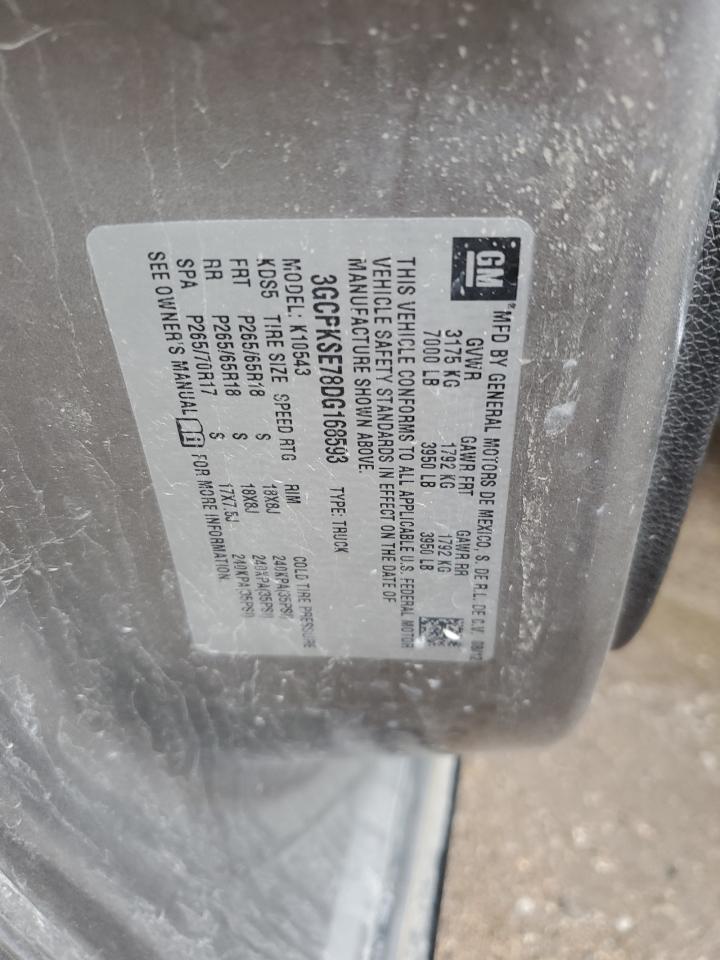 GM
MFD BY GENERAL MOTORS DE MEXICO, S. DE R.L. DE C.V. 08/12
GVWR GAWR FRT GAWR RR
3175 KG 1792 KG 1792 KG
7000 LB 3950 LB 3950 LB
THIS VEHICLE CONFORMS TO ALL APPLICABLE U.S. FEDERAL MOTOR
VEHICLE SAFETY STANDARDS IN EFFECT ON THE DATE OF
MANUFACTURE SHOWN ABOVE.
3GCPKSE78DG168593 TYPE: TRUCK
MODEL: K10543
KDS5 TIRE SIZE SPEED RTG RIM COLD TIRE PRESSURE
FRT P265/65R18 S 18X8J 240KPA(35PSI)
RR P265/65R18 S 18X8J 240KPA(35PSI)
SPA P265/70R17 S 17X7.5J 240KPA(35PSI)
SEE OWNER'S MANUAL FOR MORE INFORMATION.